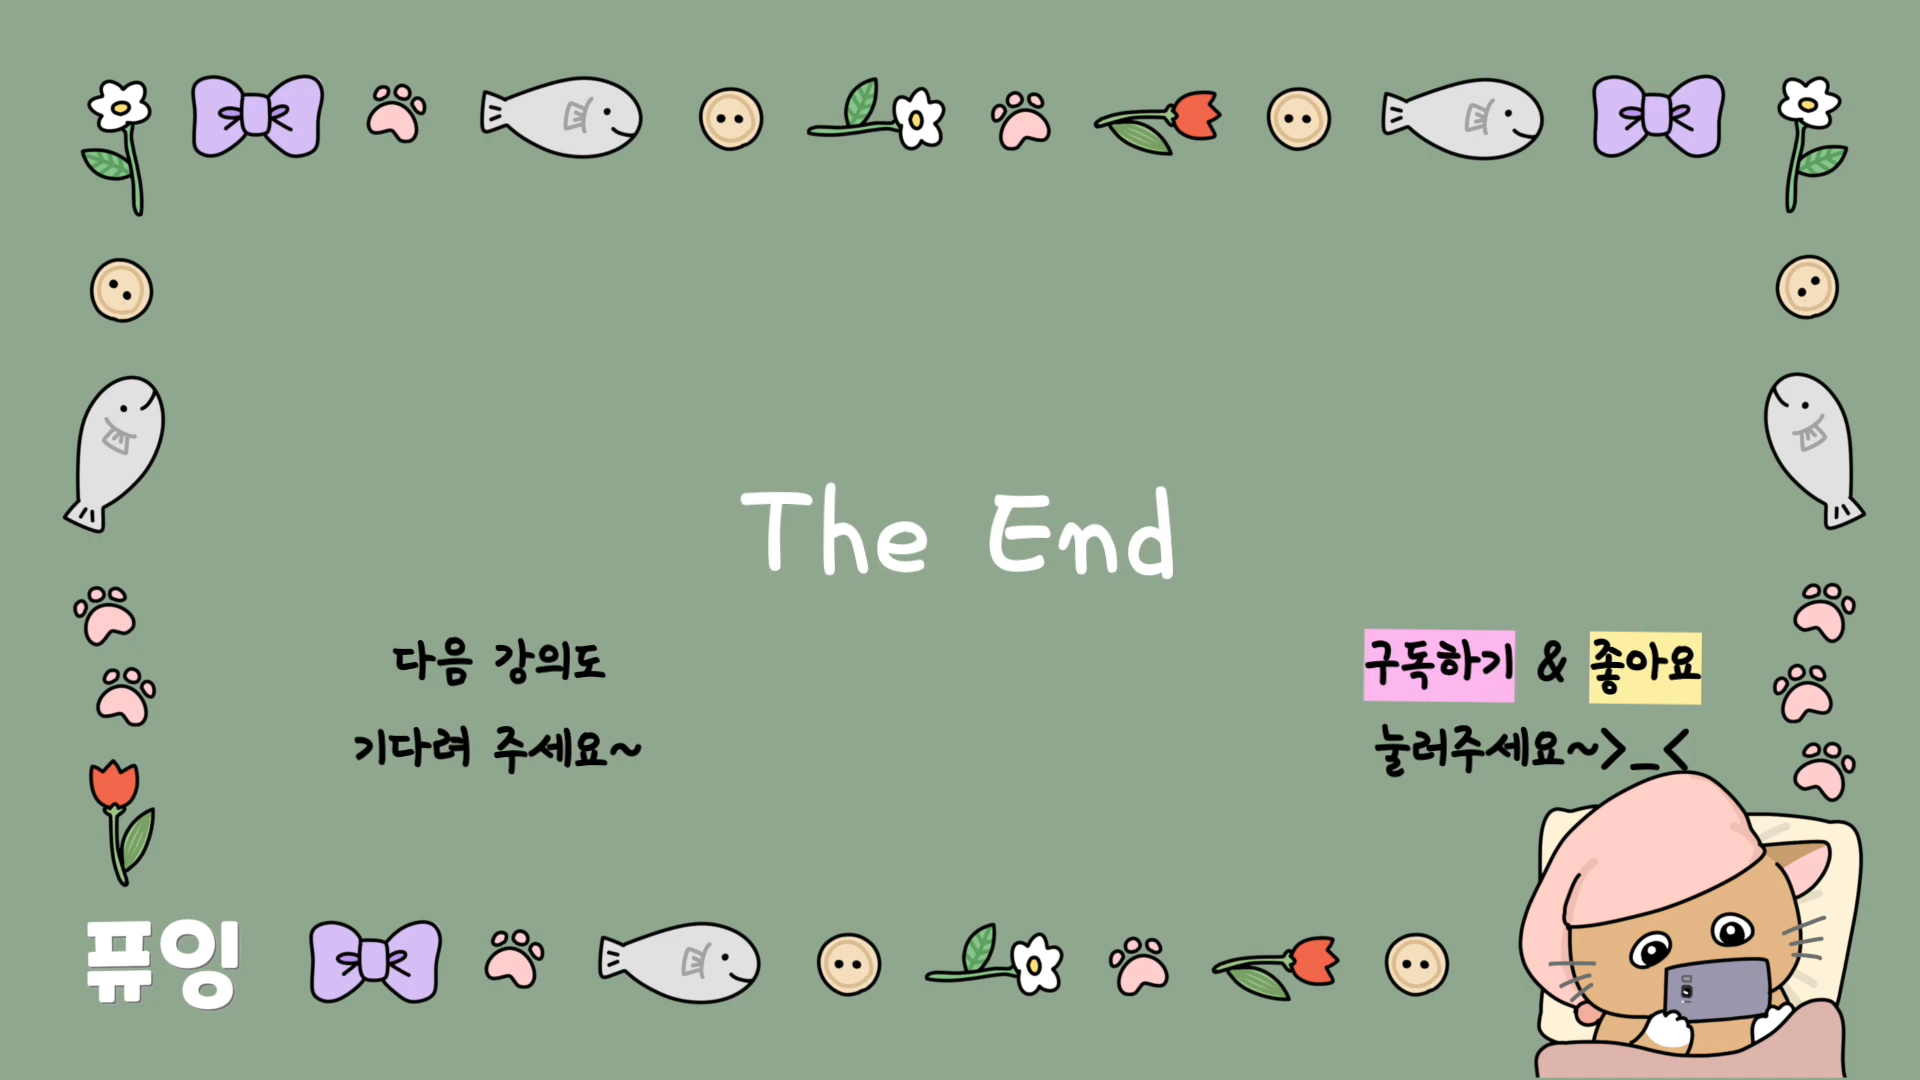 The End
다음 강의도
기다려 주세요~
구독하기 & 좋아요
눌러주세요~>_<
퓨잉